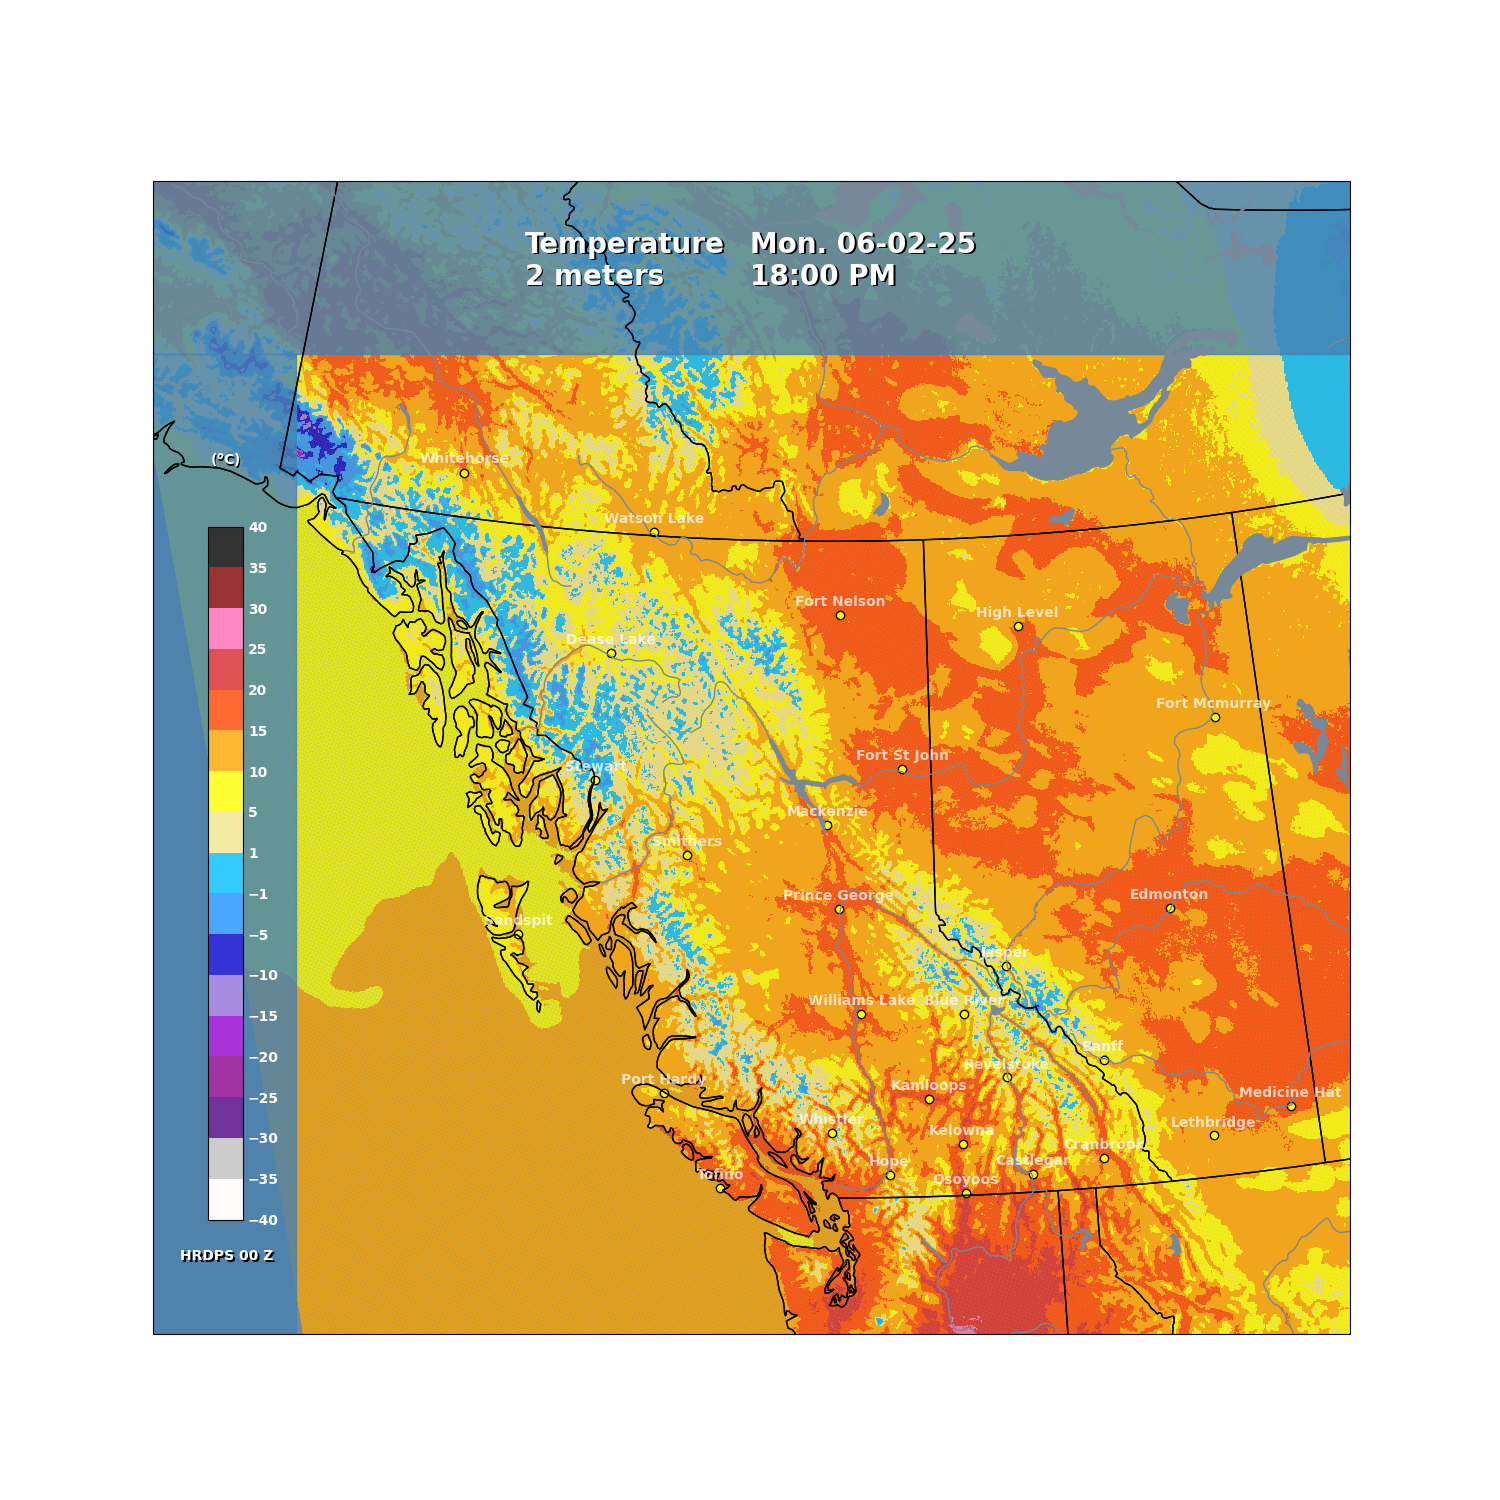 Temperature Mon. 06-02-25
2 meters 18:00 PM
(°C)
Whitehorse
Watson Lake
40
35
30
25
20
15
10
5
1
−1
−5
−10
−15
−20
−25
−30
−35
−40
Fort Nelson
High Level
Dease Lake
Fort Mcmurray
Fort St John
Stewart
Mackenzie
Smithers
Prince George
Edmonton
Sandspit
Jasper
Williams Lake
Blue River
Banff
Revelstoke
Port Hardy
Kamloops
Medicine Hat
Whistler
Lethbridge
Kelowna
Cranbrook
Hope
Castlegar
Tofino
Osoyoos
HRDPS 00 Z